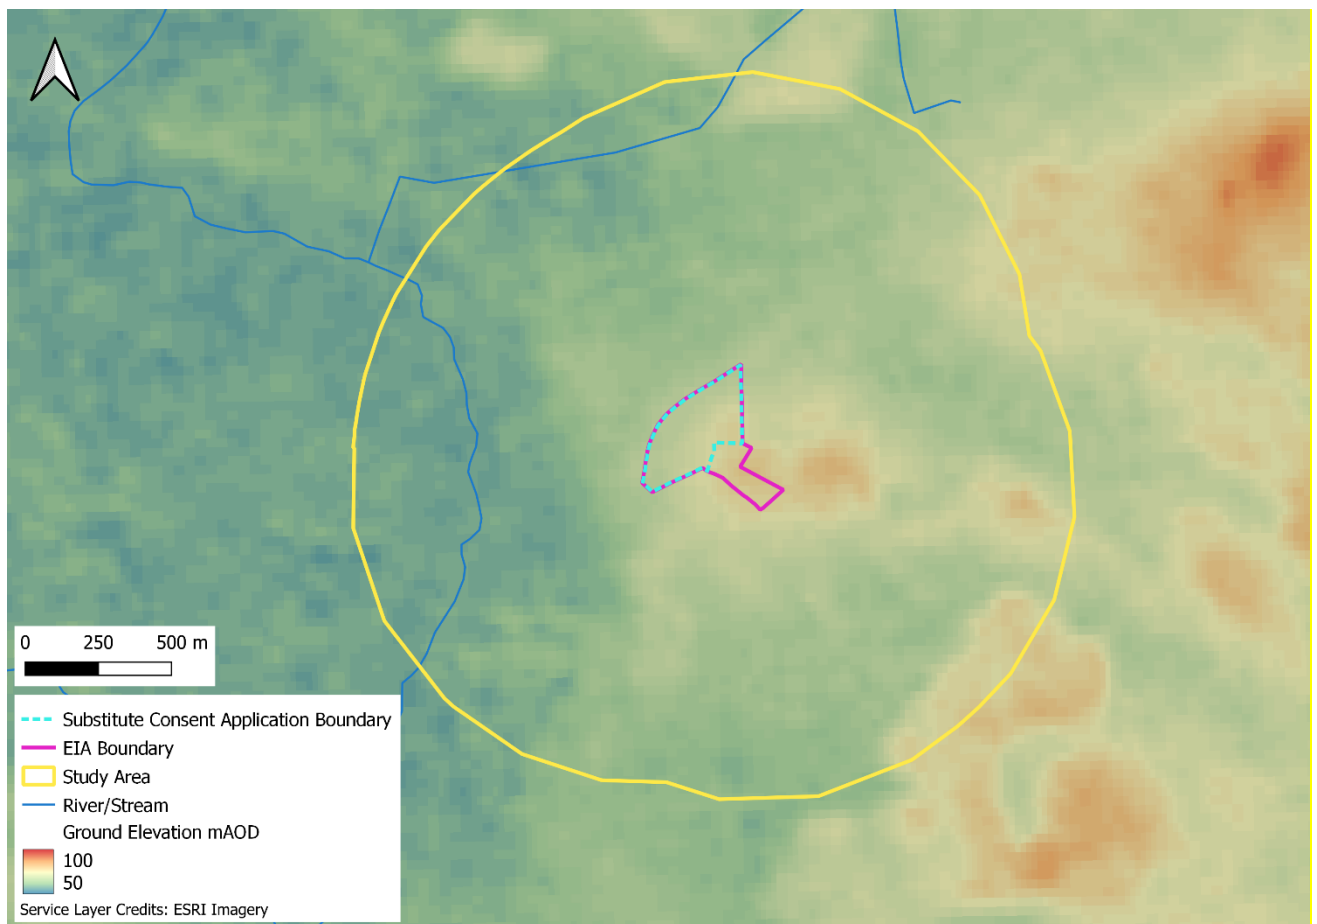 0 250 500 m
Substitute Consent Application Boundary
EIA Boundary
Study Area
River/Stream
Ground Elevation mAOD
100
50
Service Layer Credits: ESRI Imagery